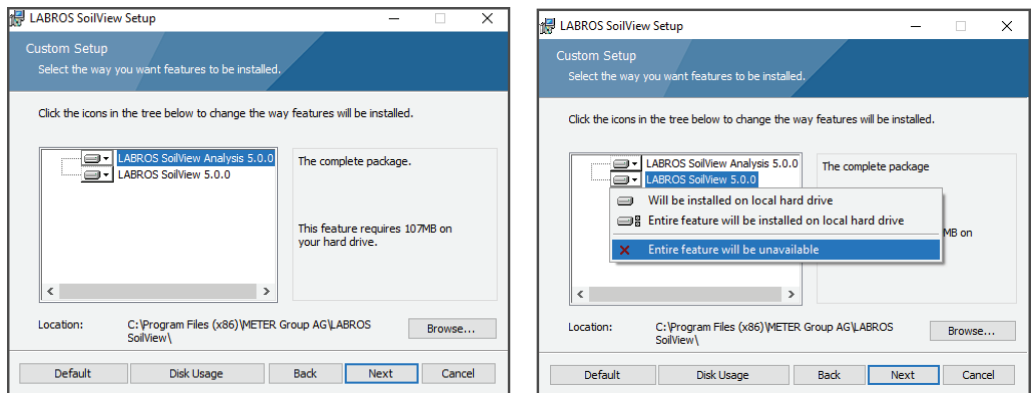 LABROS SoilView Setup
Custom Setup
Select the way you want features to be installed.
Click the icons in the tree below to change the way features will be installed.
LABROS SoilView Analysis 5.0.0
LABROS SoilView 5.0.0
The complete package.
This feature requires 107MB on
your hard drive.
Location:
C:\Program Files (x86)\METER Group AG\LABROS
SoilView\
Browse...
Default
Disk Usage
Back
Next
Cancel
LABROS SoilView Setup
Custom Setup
Select the way you want features to be installed.
Click the icons in the tree below to change the way features will be installed.
LABROS SoilView Analysis 5.0.0
LABROS SoilView 5.0.0
The complete package
Will be installed on local hard drive
Entire feature will be installed on local hard drive
MB on
Entire feature will be unavailable
Location:
C:\Program Files (x86)\METER Group AG\LABROS
SoilView\
Browse...
Default
Disk Usage
Back
Next
Cancel